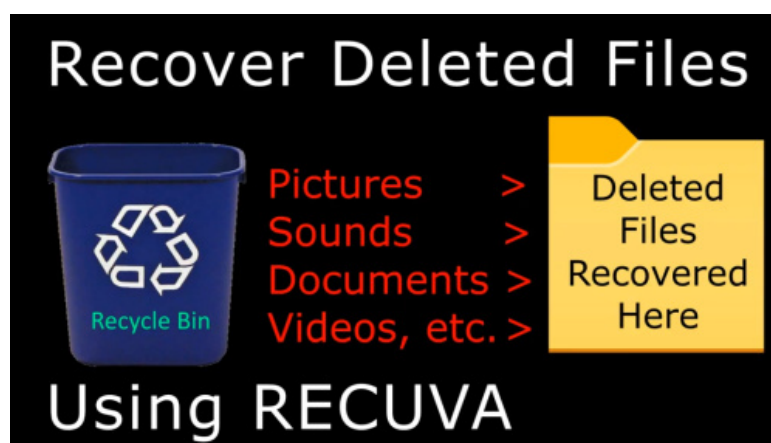 Recover Deleted Files
Recycle Bin
Pictures >
Sounds >
Documents >
Videos, etc. >
Deleted
Files
Recovered
Here
Using RECUVA